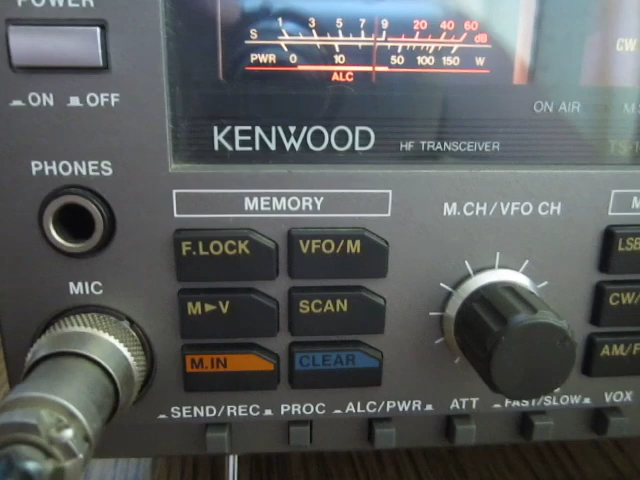 POWER
ON OFF
S 1 3 5 7 9 20 40 60 dB
PWR 0 10 50 100 150 W
ALC
CW
ON AIR
KENWOOD HF TRANSCEIVER
PHONES
MEMORY
M.CH/VFO CH
F.LOCK VFO/M
LSB
MIC
M►V SCAN
CW/
M.IN CLEAR
AM/F
SEND/REC PROC ALC/PWR ATT FAST/SLOW VOX